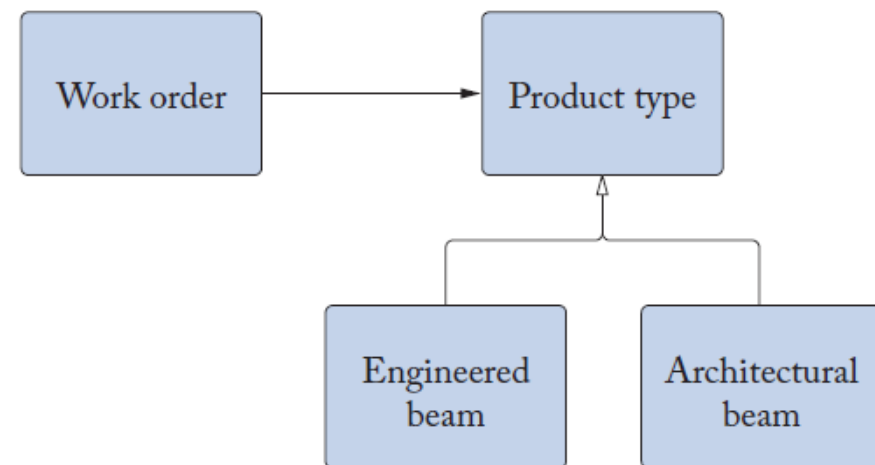 Work order
Product type
Engineered
beam
Architectural
beam